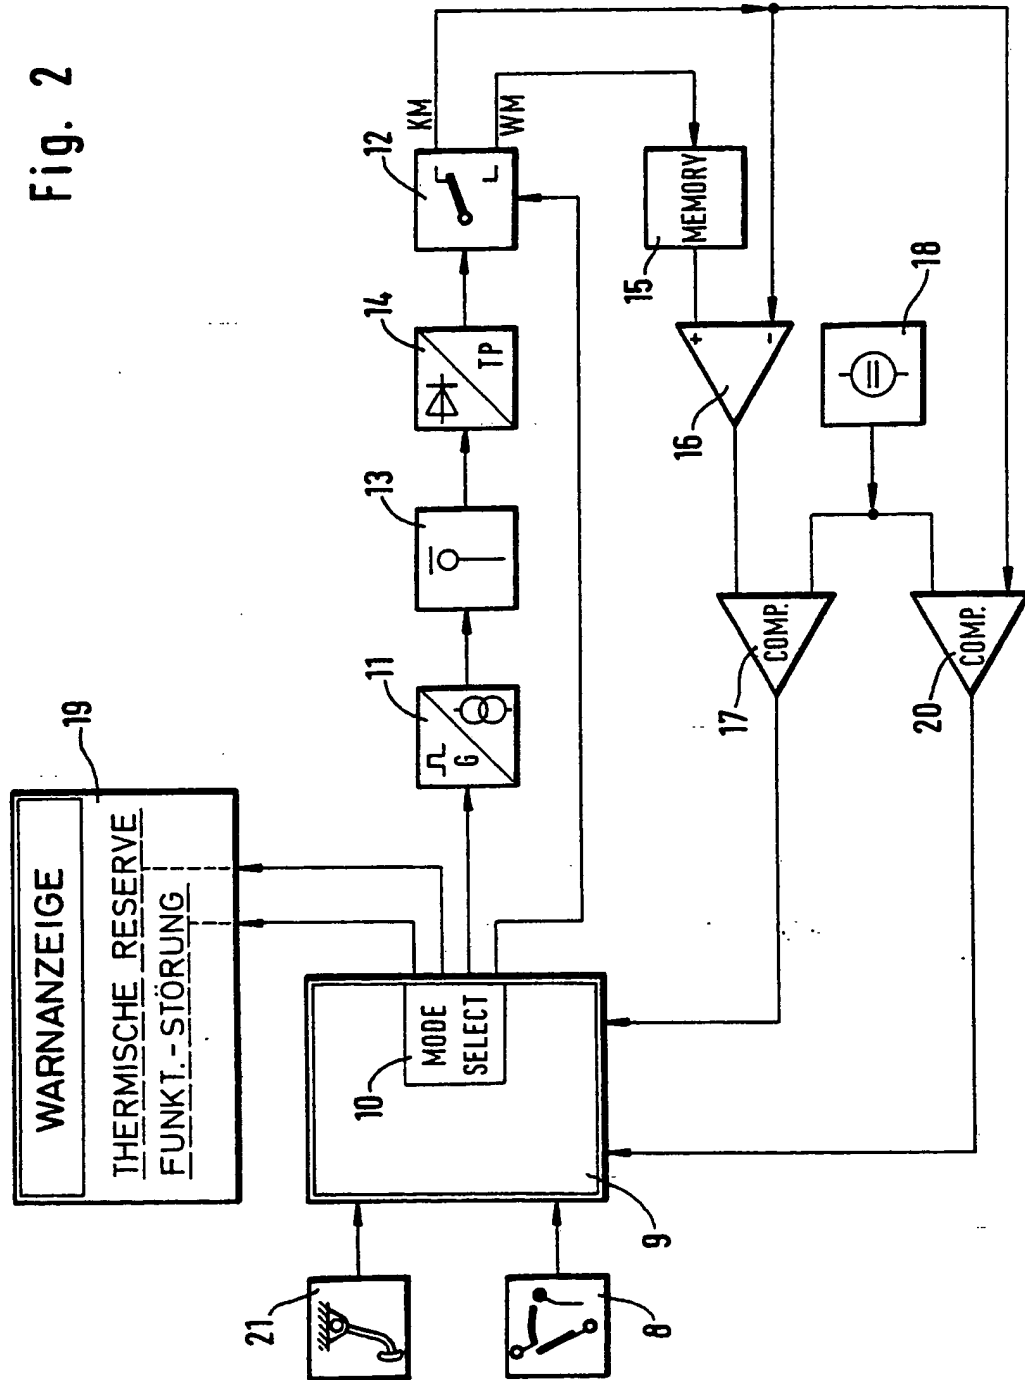 Fig. 2
WARNANZEIGE
THERMISCHE RESERVE
FUNKT.-STÖRUNG
19
21
8
9
10
MODE
SELECT
11
G
13
14
TP
12
KM
WM
15
MEMORY
16
+
-
18
17
COMP.
20
COMP.